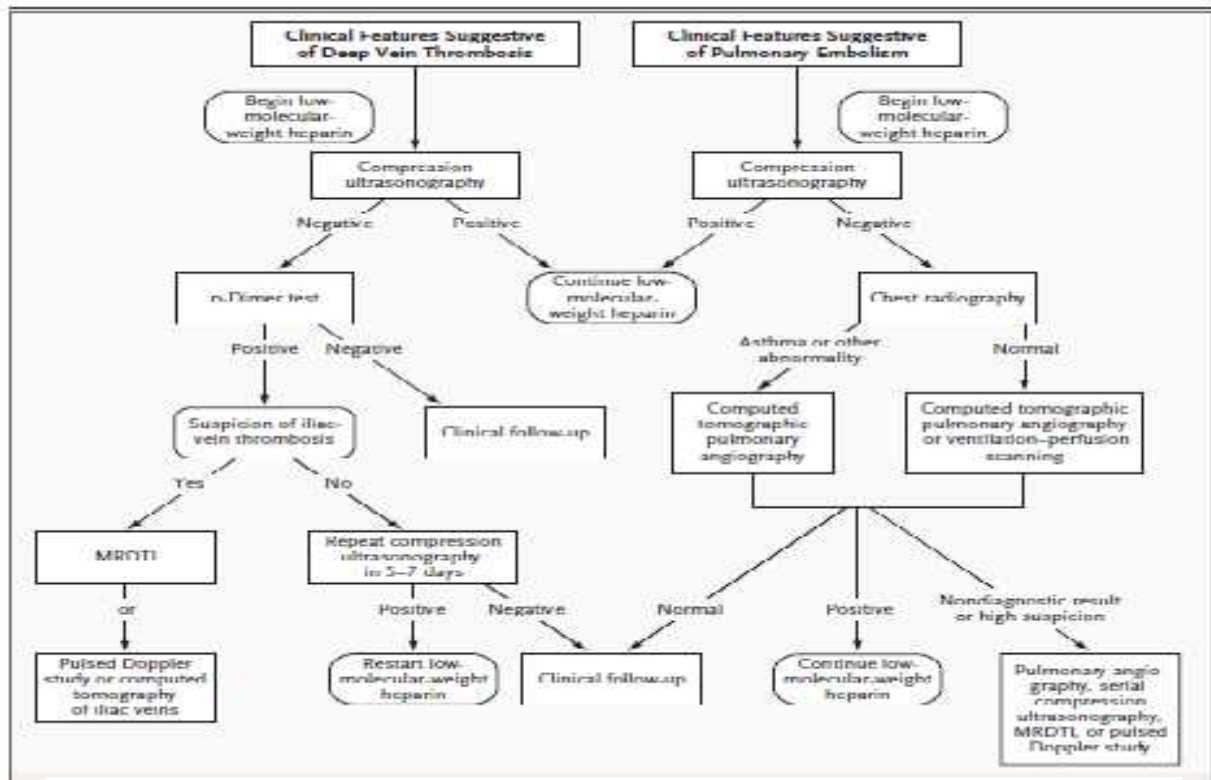 Clinical Features Suggestive
of Deep Vein Thrombosis
Clinical Features Suggestive
of Pulmonary Embolism
Begin low-
molecular-
weight heparin
Begin low-
molecular-
weight heparin
Compression
ultrasonography
Compression
ultrasonography
Negative
Positive
Positive
Negative
D-Dimer test
Continue low-
molecular-
weight heparin
Chest radiography
Positive
Negative
Asthma or other
abnormality
Normal
Suspicion of iliac-
vein thrombosis
Clinical follow-up
Computed
tomographic
pulmonary
angiography
Computed tomographic
pulmonary angiography
or ventilation–perfusion
scanning
Yes
No
MRDTI
Repeat compression
ultrasonography
in 5–7 days
or
Positive
Negative
Normal
Positive
Nondiagnostic result
or high suspicion
Pulsed Doppler
study or computed
tomography
of iliac veins
Restart low-
molecular-weight
heparin
Clinical follow-up
Continue low-
molecular-weight
heparin
Pulmonary angio
graphy, serial
compression
ultrasonography,
MRDTI, or pulsed
Doppler study